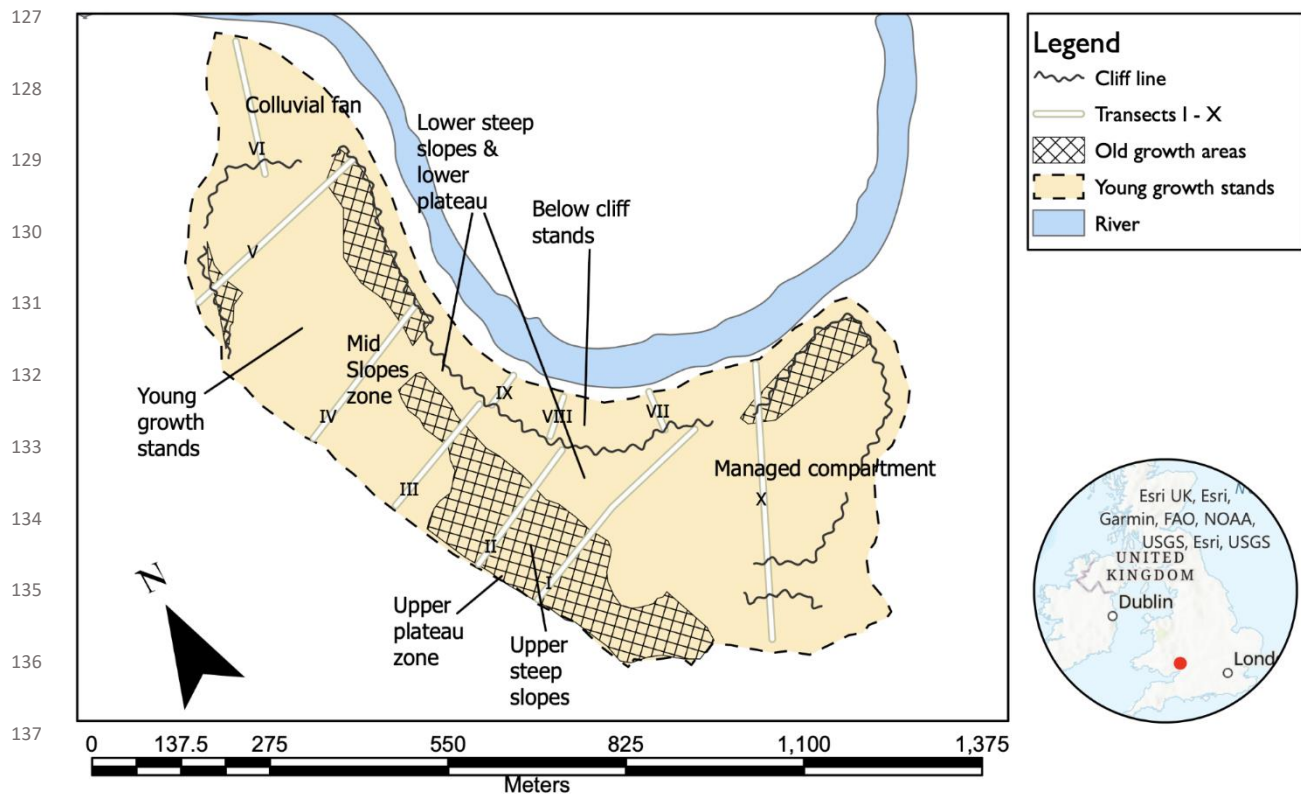 127
128
129
130
131
132
133
134
135
136
137
Colluvial fan
VI
Lower steep
slopes &
lower
plateau
Below cliff
stands
V
Mid
Slopes
zone
Young
growth
stands
IV
IX
VIII
VII
III
Managed compartment
X
II
I
N
Upper
plateau
zone
Upper
steep
slopes
Legend
Cliff line
Transects I - X
Old growth areas
Young growth stands
River
Esri UK, Esri,
Garmin, FAO, NOAA,
USGS, Esri, USGS
UNITED
KINGDOM
Dublin
Lond
0 137.5 275 550 825 1,100 1,375
Meters